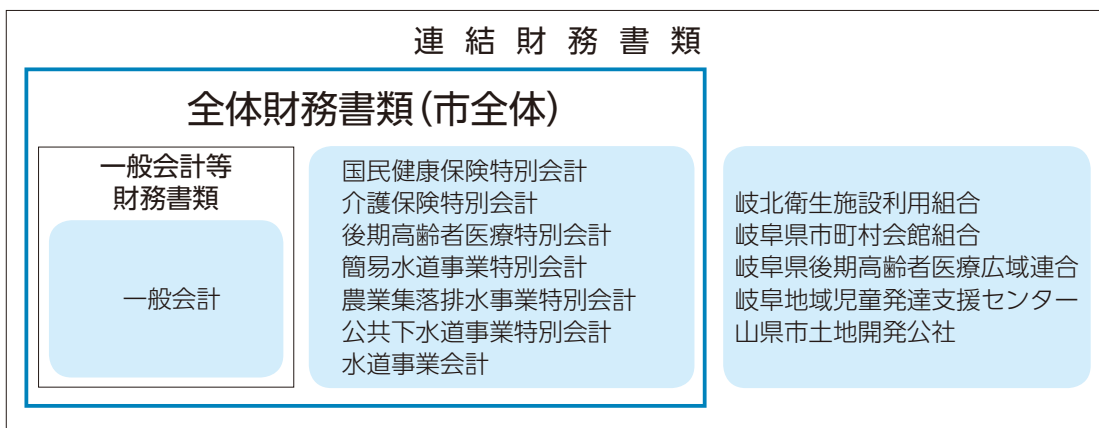 連結財務書類
全体財務書類(市全体)
一般会計等
財務書類
一般会計
国民健康保険特別会計
介護保険特別会計
後期高齢者医療特別会計
簡易水道事業特別会計
農業集落排水事業特別会計
公共下水道事業特別会計
水道事業会計
岐北衛生施設利用組合
岐阜県市町村会館組合
岐阜県後期高齢者医療広域連合
岐阜地域児童発達支援センター
山県市土地開発公社